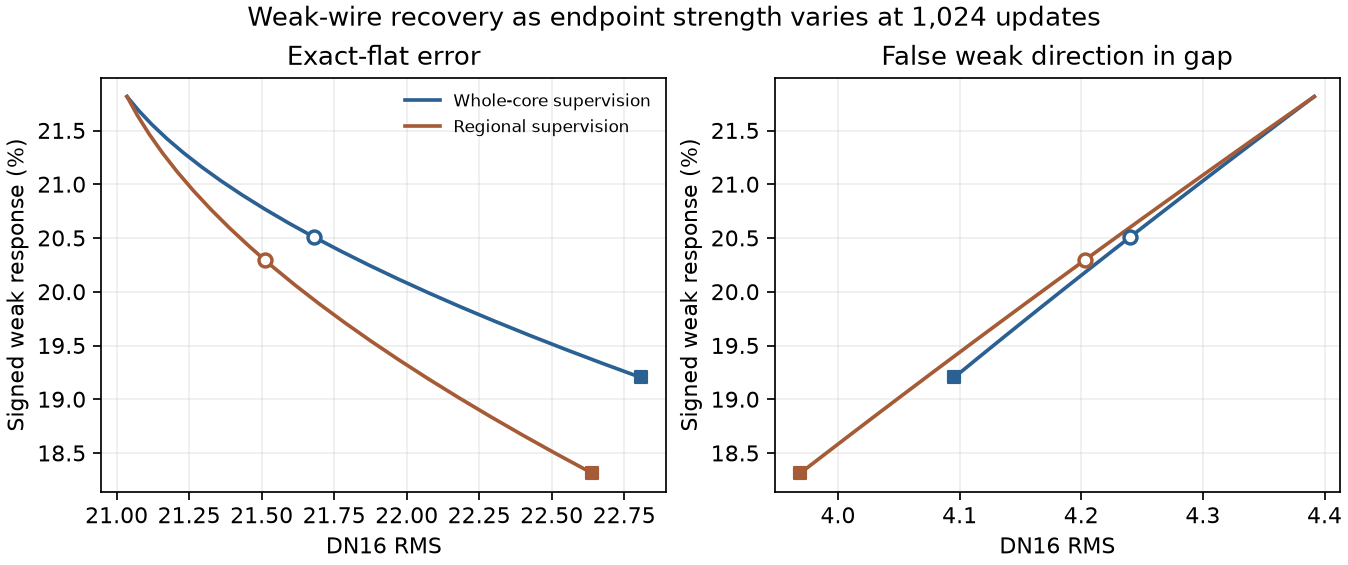 Weak-wire recovery as endpoint strength varies at 1,024 updates
Exact-flat error
Signed weak response (%)
21.5
21.0
20.5
20.0
19.5
19.0
18.5
Whole-core supervision
Regional supervision
21.00 21.25 21.50 21.75 22.00 22.25 22.50 22.75
DN16 RMS
False weak direction in gap
Signed weak response (%)
21.5
21.0
20.5
20.0
19.5
19.0
18.5
4.0 4.1 4.2 4.3 4.4
DN16 RMS